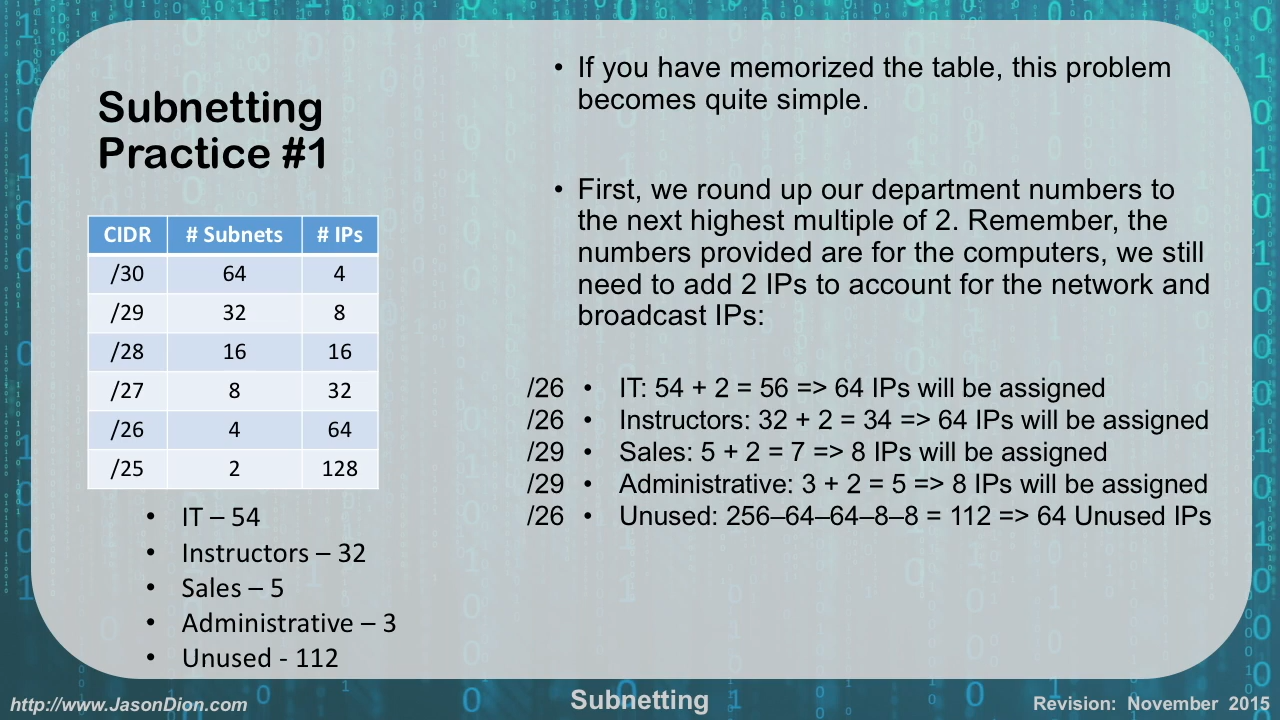 Subnetting
Practice #1
CIDR # Subnets # IPs
/30 64 4
/29 32 8
/28 16 16
/27 8 32
/26 4 64
/25 2 128
• IT – 54
• Instructors – 32
• Sales – 5
• Administrative – 3
• Unused - 112
• If you have memorized the table, this problem
becomes quite simple.
• First, we round up our department numbers to
the next highest multiple of 2. Remember, the
numbers provided are for the computers, we still
need to add 2 IPs to account for the network and
broadcast IPs:
/26 • IT: 54 + 2 = 56 => 64 IPs will be assigned
/26 • Instructors: 32 + 2 = 34 => 64 IPs will be assigned
/29 • Sales: 5 + 2 = 7 => 8 IPs will be assigned
/29 • Administrative: 3 + 2 = 5 => 8 IPs will be assigned
/26 • Unused: 256–64–64–8–8 = 112 => 64 Unused IPs
http://www.JasonDion.com
Subnetting
Revision: November 2015